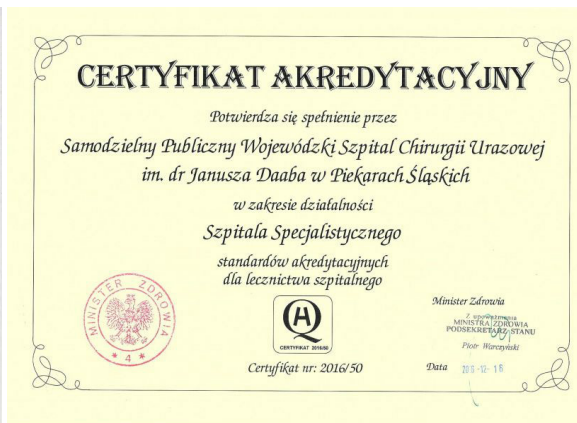 CERTYFIKAT AKREDYTACYJNY
Potwierdza się spełnienie przez
Samodzielny Publiczny Wojewódzki Szpital Chirurgii Urazowej
im. dr Janusza Daaba w Piekarach Śląskich
w zakresie działalności
Szpitala Specjalistycznego
standardów akredytacyjnych
dla lecznictwa szpitalnego
MINISTER ZDROWIA
* 4 *
CERTYFIKAT 2016/50
Certyfikat nr: 2016/50
Minister Zdrowia
Z upoważnienia
MINISTRA ZDROWIA
PODSEKRETARZ STANU
Piotr Warczyński
Data